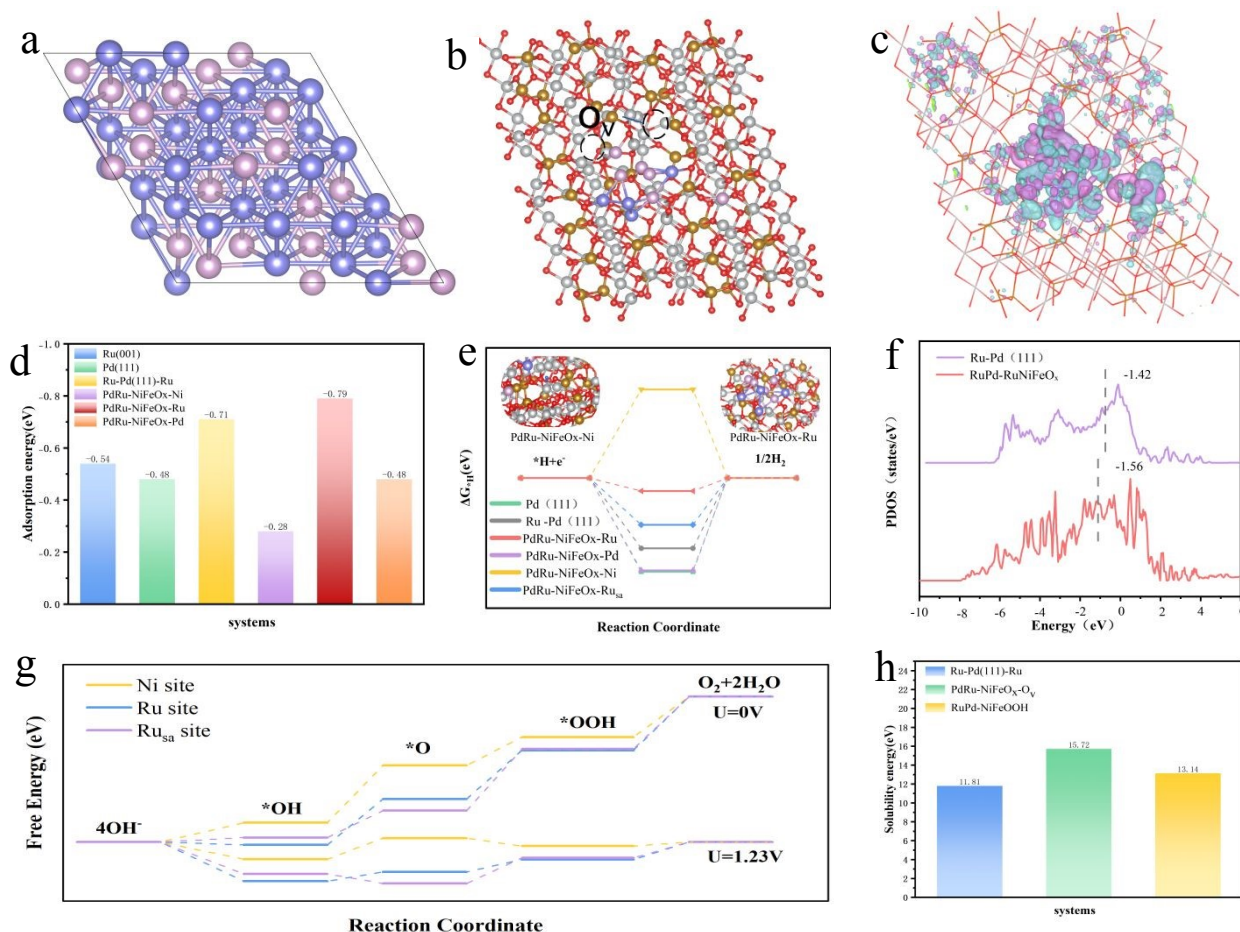 a
b
c
O
V
d
Adsorption energy(eV)
-1.0
-0.8
-0.6
-0.4
-0.2
0.0
Ru(001)
Pd(111)
Ru-Pd(111)-Ru
PdRu-NiFeOx-Ni
PdRu-NiFeOx-Ru
PdRu-NiFeOx-Pd
-0.54
-0.48
-0.71
-0.28
-0.79
-0.48
systems
e
ΔG*H(eV)
PdRu-NiFeOx-Ni
PdRu-NiFeOx-Ru
*H+e-
1/2H2
Pd（111）
Ru -Pd（111）
PdRu-NiFeOx-Ru
PdRu-NiFeOx-Pd
PdRu-NiFeOx-Ni
PdRu-NiFeOx-Rusa
Reaction Coordinate
f
PDOS（states/eV）
Ru-Pd（111）
RuPd-RuNiFeOx
-1.42
-1.56
-10 -8 -6 -4 -2 0 2 4 6
Energy（eV）
g
Free Energy (eV)
Ni site
Ru site
Rusa site
4OH-
*OH
*O
*OOH
O2+2H2O
U=0V
U=1.23V
Reaction Coordinate
h
Solubility energy(eV)
24
22
20
18
16
14
12
10
8
6
4
2
0
Ru-Pd(111)-Ru
PdRu-NiFeOX-OV
RuPd-NiFeOOH
11.81
15.72
13.14
systems